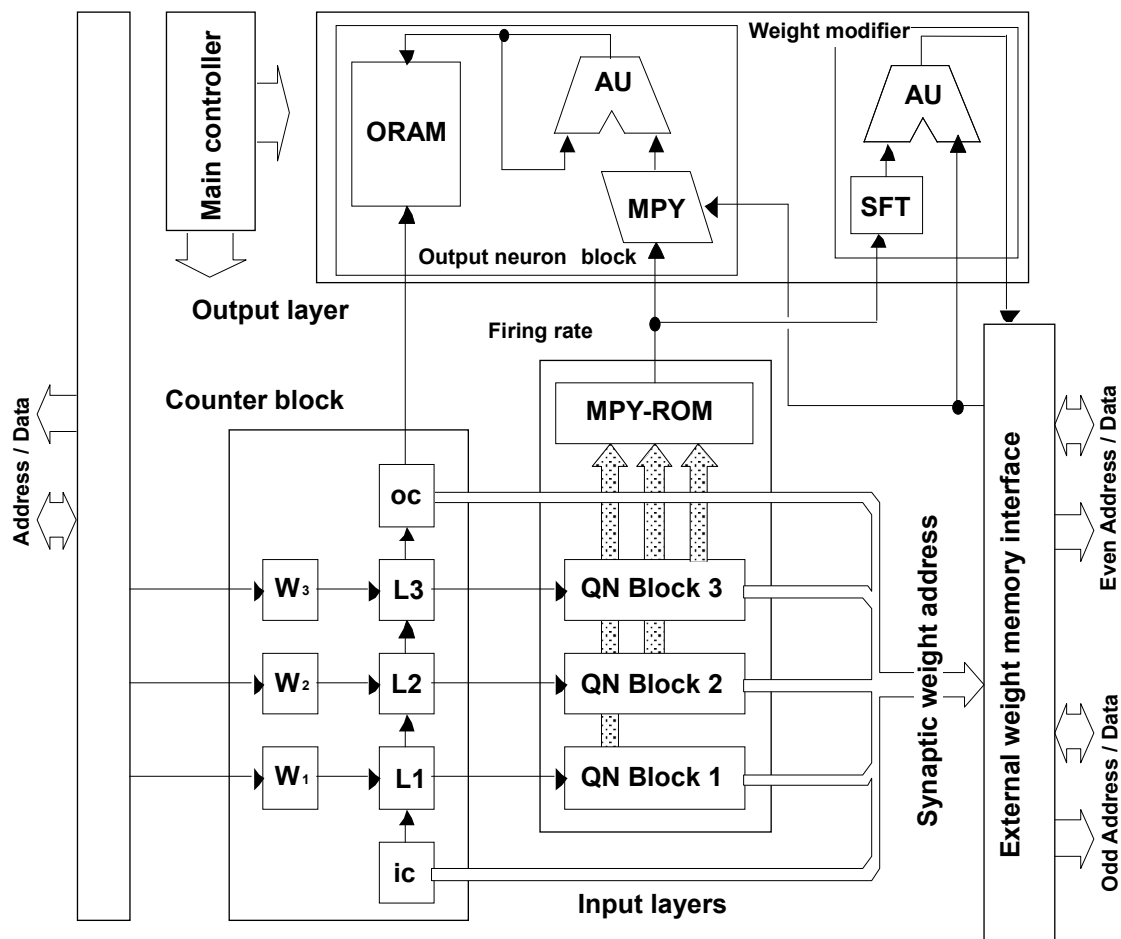 Main controller
Weight modifier
AU
AU
ORAM
MPY
SFT
Output neuron block
Output layer
Firing rate
Address / Data
Counter block
MPY-ROM
oc
W3
L3
QN Block 3
W2
L2
QN Block 2
W1
L1
QN Block 1
ic
Input layers
Synaptic weight address
External weight memory interface
Even Address / Data
Odd Address / Data